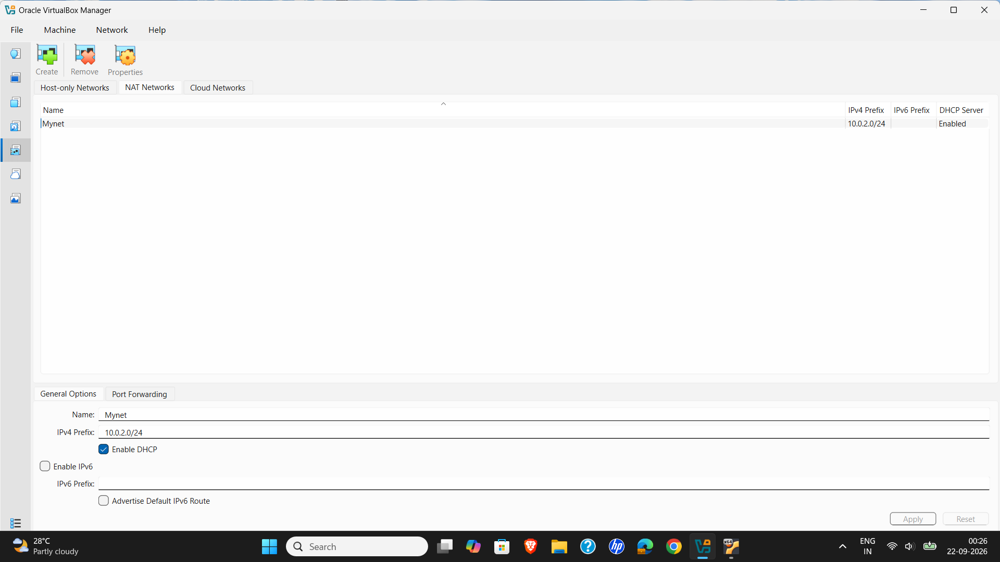 Oracle VirtualBox Manager
File Machine Network Help
Create Remove Properties
Host-only Networks NAT Networks Cloud Networks
Name IPv4 Prefix IPv6 Prefix DHCP Server
Mynet 10.0.2.0/24 Enabled
General Options Port Forwarding
Name: Mynet
IPv4 Prefix: 10.0.2.0/24
Enable DHCP
Enable IPv6
IPv6 Prefix:
Advertise Default IPv6 Route
Apply Reset
28°C
Partly cloudy
Search
hp
x64
ENG
IN
00:26
22-09-2026